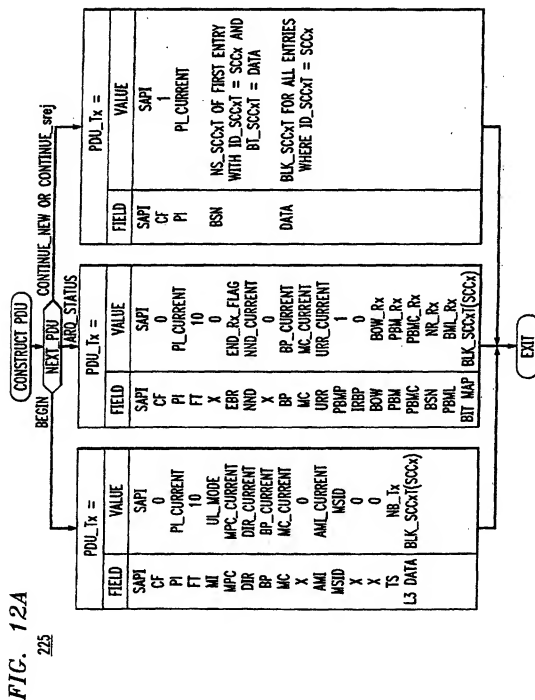 FIG. 12A
225
CONSTRUCT PDU
NEXT_PDU
BEGIN
ARQ_STATUS
CONTINUE_NEW OR CONTINUE_srej
PDU_Tx =
FIELD VALUE
SAPI SAPI
CF 0
PI PI_CURRENT
FT 10
MI UL_MODE
MPC MPC_CURRENT
DIR DIR_CURRENT
BP BP_CURRENT
MC MC_CURRENT
X 0
AMI AMI_CURRENT
MSID MSID
X 0
X 0
TS NB_Tx
L3 DATA BLK_SCCxT(SCCx)
PDU_Tx =
FIELD VALUE
SAPI SAPI
CF 0
PI PI_CURRENT
FT 10
X 0
EBR END_Rx_FLAG
NND NND_CURRENT
X 0
BP BP_CURRENT
MC MC_CURRENT
URR URR_CURRENT
PBMP 1
IRBP 0
BOW BOW_Rx
PBM PBM_Rx
PBMC PBMC_Rx
BSN NR_Rx
PBML BML_Rx
BIT MAP BLK_SCCxT(SCCx)
PDU_Tx =
FIELD VALUE
SAPI SAPI
CF 1
PI PI_CURRENT
BSN NS_SCCxT OF FIRST ENTRY
WITH ID_SCCxT = SCCx AND
BT_SCCxT = DATA
DATA BLK_SCCxT FOR ALL ENTRIES
WHERE ID_SCCxT = SCCx
EXIT